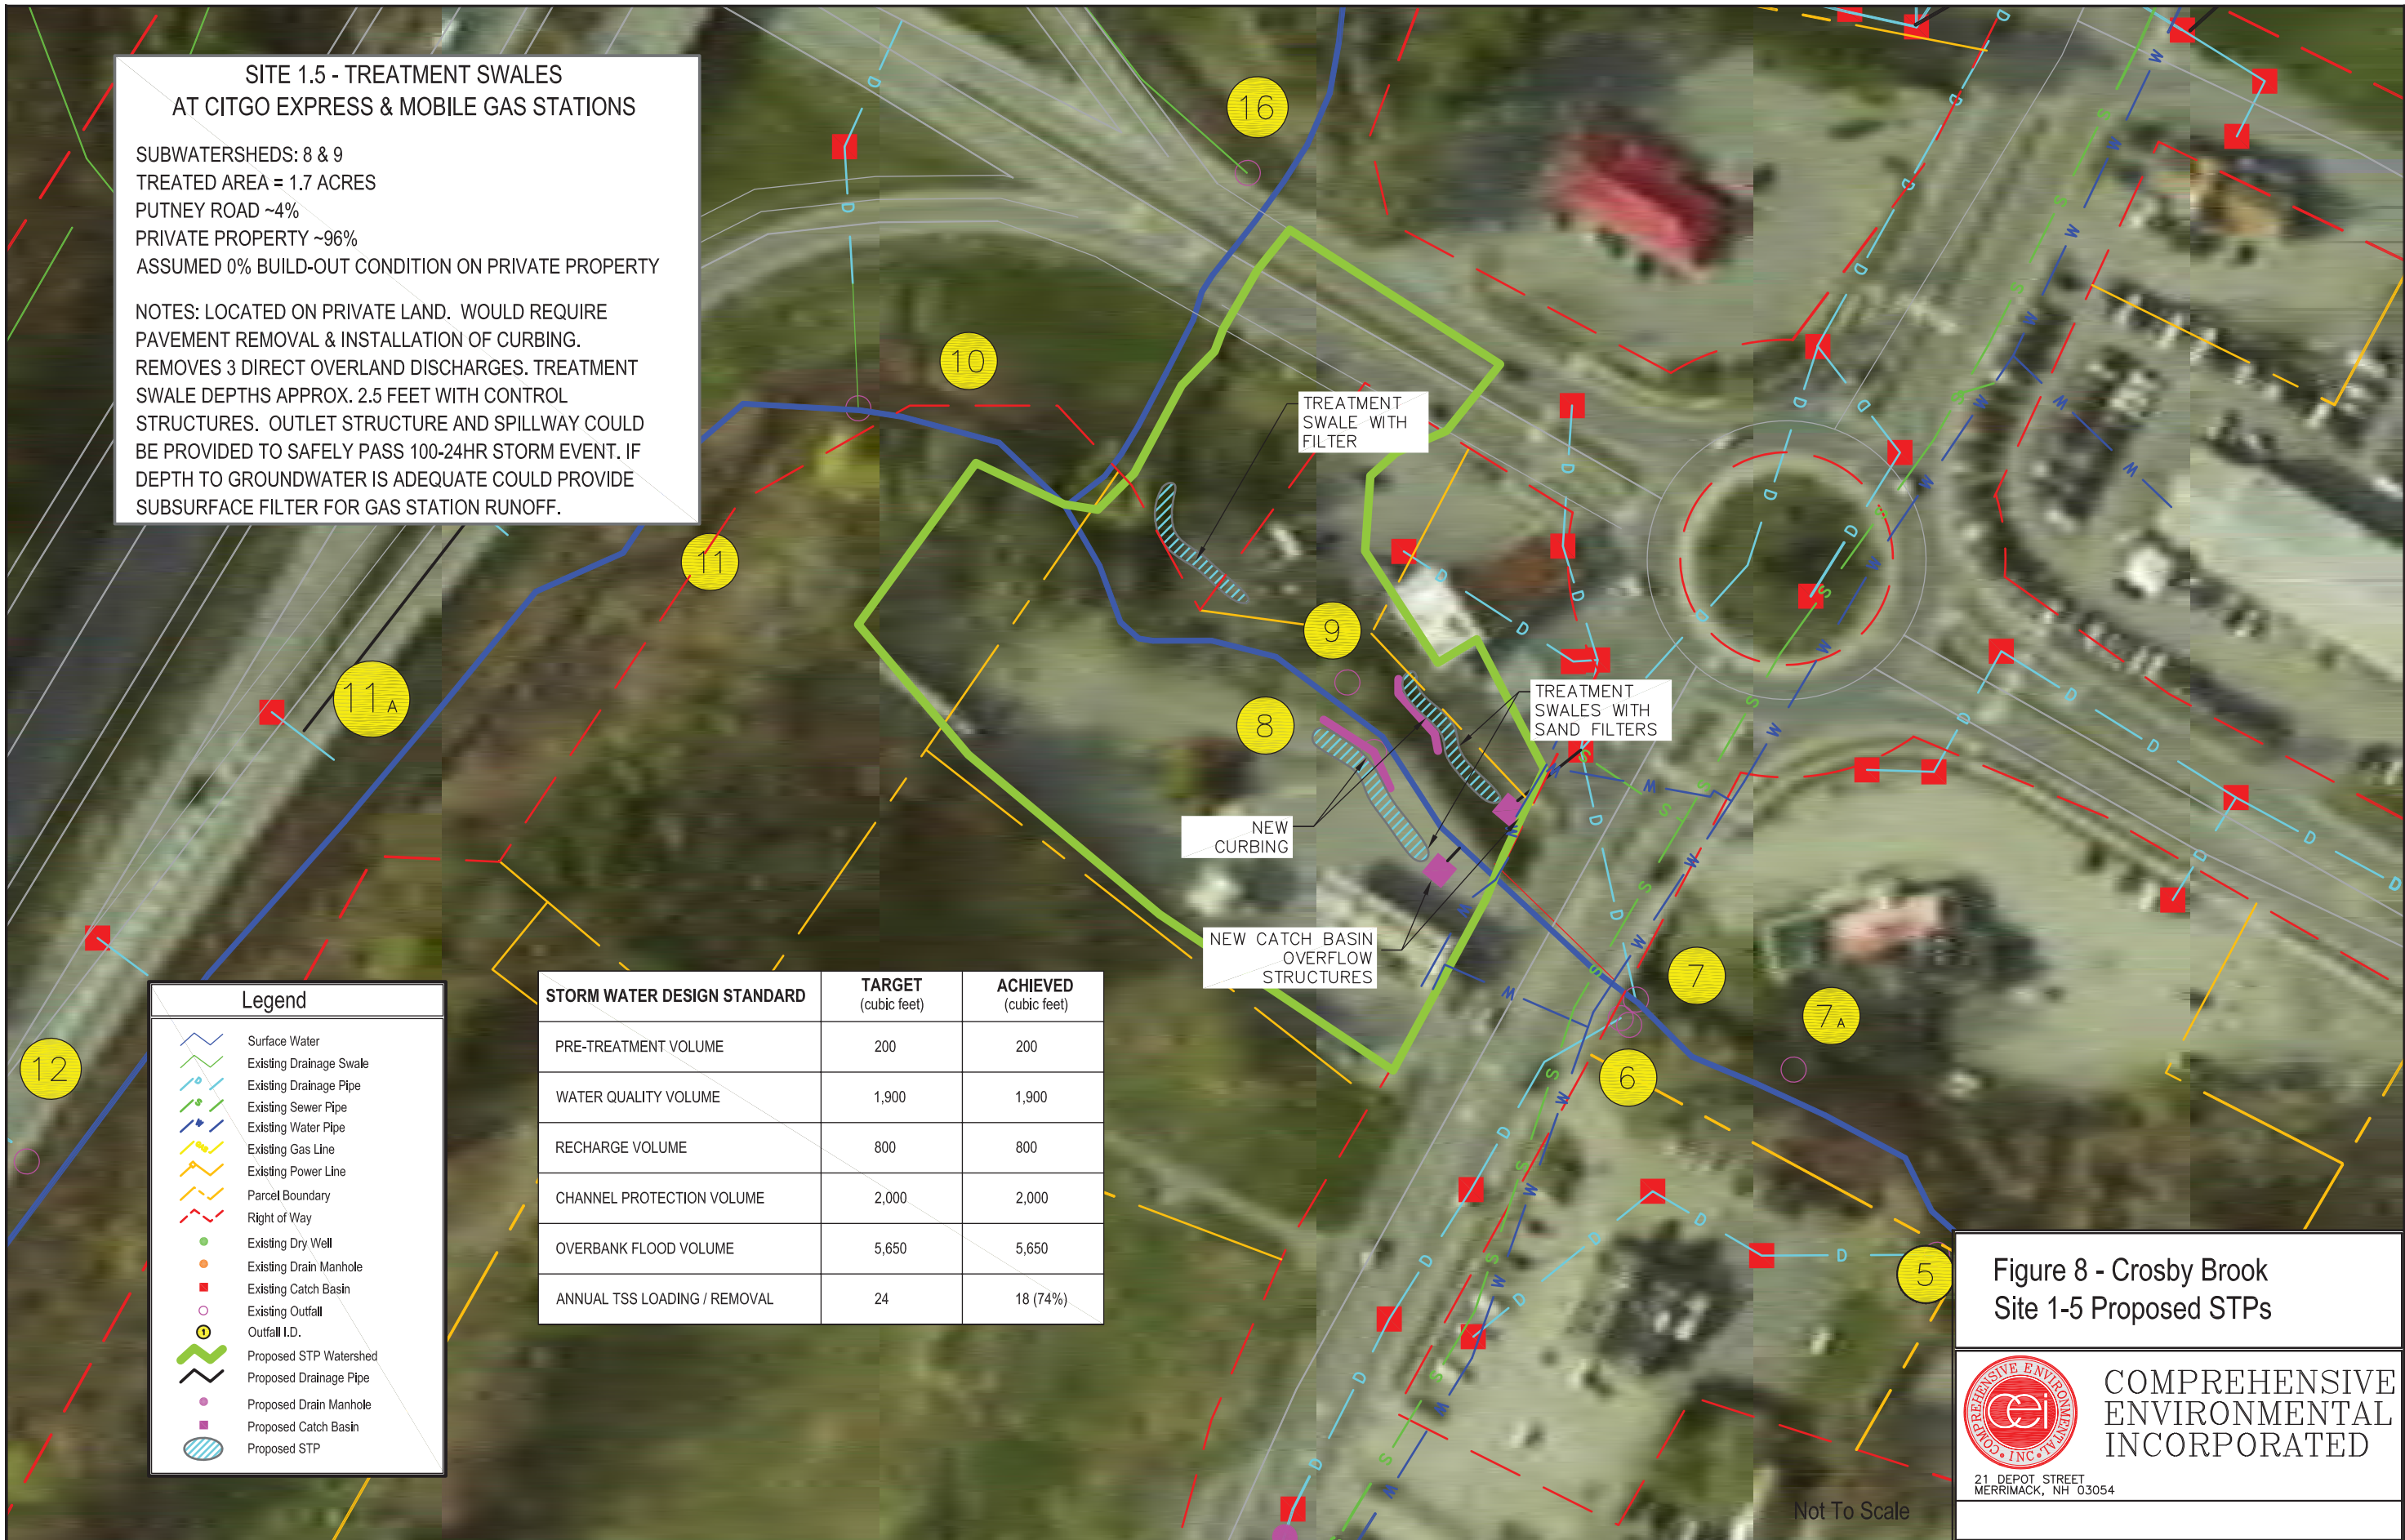 SITE 1.5 - TREATMENT SWALES
AT CITGO EXPRESS & MOBILE GAS STATIONS
SUBWATERSHEDS: 8 & 9
TREATED AREA = 1.7 ACRES
PUTNEY ROAD ~4%
PRIVATE PROPERTY ~96%
ASSUMED 0% BUILD-OUT CONDITION ON PRIVATE PROPERTY
NOTES: LOCATED ON PRIVATE LAND. WOULD REQUIRE
PAVEMENT REMOVAL & INSTALLATION OF CURBING.
REMOVES 3 DIRECT OVERLAND DISCHARGES. TREATMENT
SWALE DEPTHS APPROX. 2.5 FEET WITH CONTROL
STRUCTURES. OUTLET STRUCTURE AND SPILLWAY COULD
BE PROVIDED TO SAFELY PASS 100-24HR STORM EVENT. IF
DEPTH TO GROUNDWATER IS ADEQUATE COULD PROVIDE
SUBSURFACE FILTER FOR GAS STATION RUNOFF.
16
10
11
11A
12
9
8
7
7A
6
5
TREATMENT
SWALE WITH
FILTER
TREATMENT
SWALES WITH
SAND FILTERS
NEW
CURBING
NEW CATCH BASIN
OVERFLOW
STRUCTURES
Legend
Surface Water
Existing Drainage Swale
D Existing Drainage Pipe
S Existing Sewer Pipe
Existing Water Pipe
Existing Gas Line
Existing Power Line
Parcel Boundary
Right of Way
Existing Dry Well
Existing Drain Manhole
Existing Catch Basin
Existing Outfall
1 Outfall I.D.
Proposed STP Watershed
Proposed Drainage Pipe
Proposed Drain Manhole
Proposed Catch Basin
Proposed STP
STORM WATER DESIGN STANDARD TARGET (cubic feet) ACHIEVED (cubic feet)
PRE-TREATMENT VOLUME 200 200
WATER QUALITY VOLUME 1,900 1,900
RECHARGE VOLUME 800 800
CHANNEL PROTECTION VOLUME 2,000 2,000
OVERBANK FLOOD VOLUME 5,650 5,650
ANNUAL TSS LOADING / REMOVAL 24 18 (74%)
Figure 8 - Crosby Brook
Site 1-5 Proposed STPs
COMPREHENSIVE ENVIRONMENTAL INC.
cei
COMPREHENSIVE
ENVIRONMENTAL
INCORPORATED
21 DEPOT STREET
MERRIMACK, NH 03054
Not To Scale